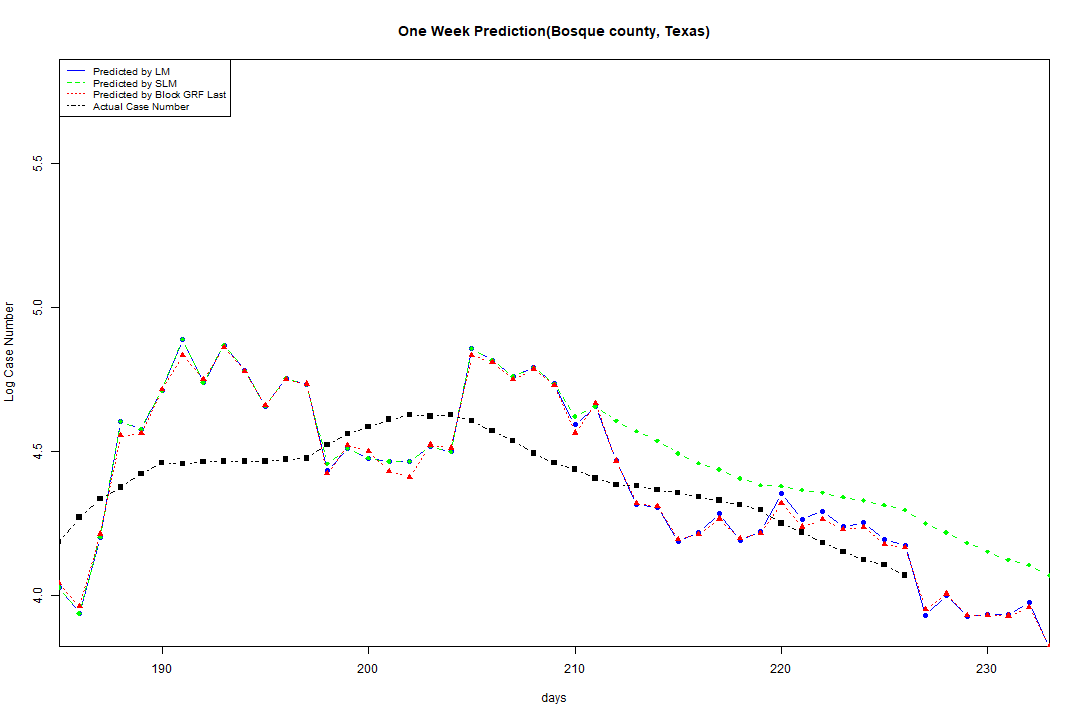 One Week Prediction(Bosque county, Texas)
Predicted by LM
Predicted by SLM
Predicted by Block GRF Last
Actual Case Number
5.5
5.0
4.5
4.0
Log Case Number
190 200 210 220 230
days